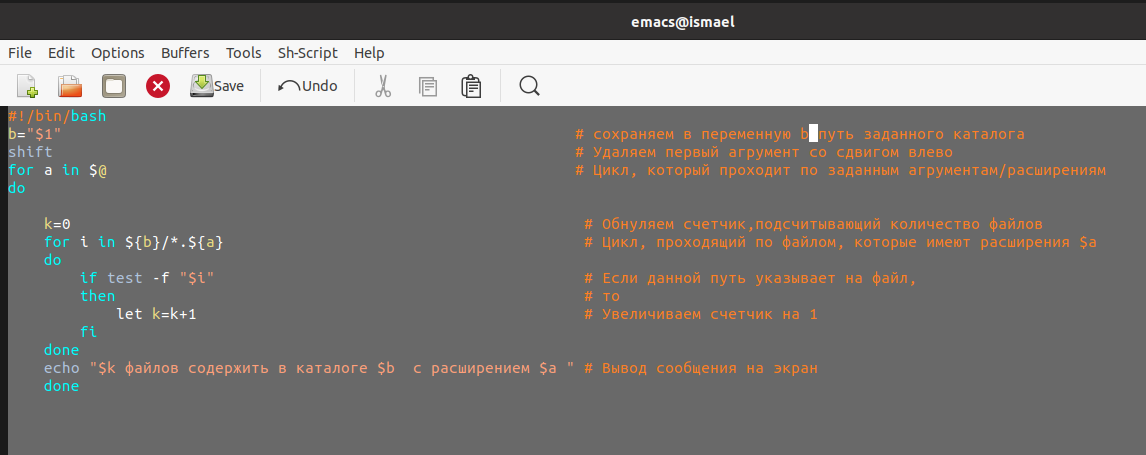 emacs@ismael
File Edit Options Buffers Tools Sh-Script Help
Save Undo
#!/bin/bash
b="$1" # сохраняем в переменную b путь заданного каталога
shift # Удаляем первый агрумент со сдвигом влево
for a in $@ # Цикл, который проходит по заданным агрументам/расширениям
do
k=0 # Обнуляем счетчик,подсчитывающий количество файлов
for i in ${b}/*.${a} # Цикл, проходящий по файлом, которые имеют расширения $a
do
if test -f "$i" # Если данной путь указывает на файл,
then # то
let k=k+1 # Увеличиваем счетчик на 1
fi
done
echo "$k файлов содержить в каталоге $b  с расширением $a " # Вывод сообщения на экран
done